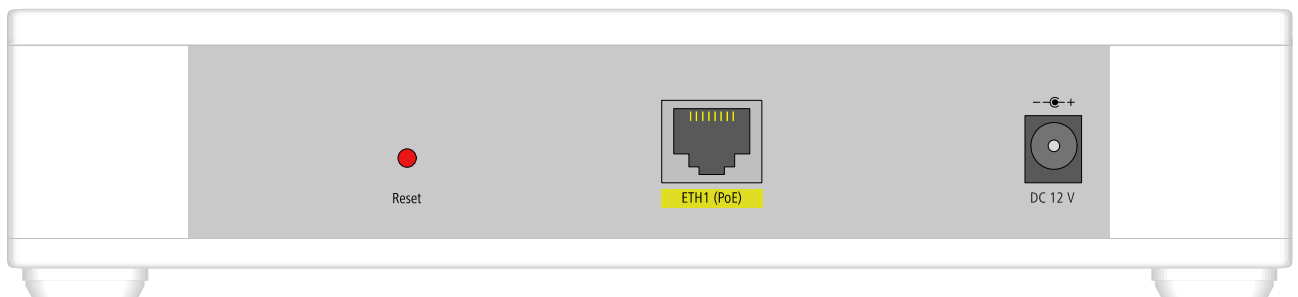 - +
Reset
ETH1 (PoE)
DC 12 V